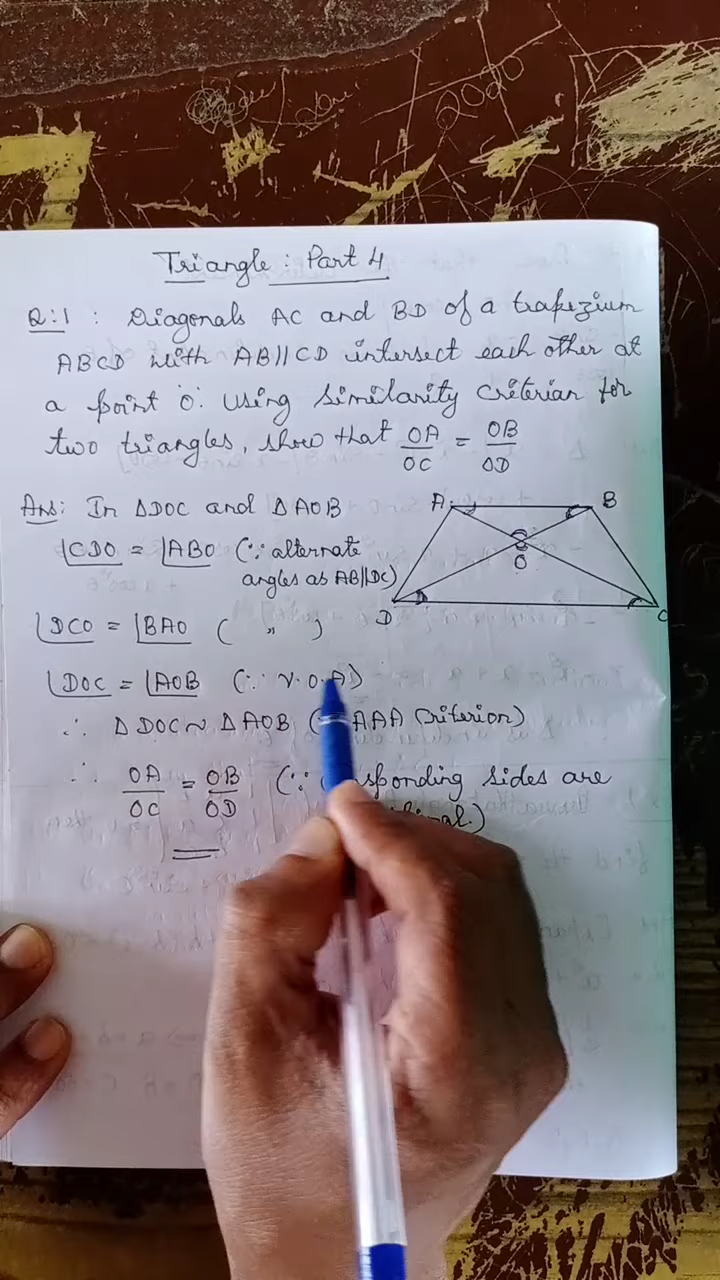 Triangle : Part 4
Q:1 : Diagonals AC and BD of a trapezium
ABCD with AB||CD intersect each other at
a point 'O'. Using similarity criterian for
two triangles, show that OA/OC = OB/OD
Ans: In ΔDOC and ΔAOB
∠CDO = ∠ABO (∵ alternate
angles as AB||DC)
∠DCO = ∠BAO ( " )
∠DOC = ∠AOB (∵ V.O.A)
∴ ΔDOC ~ ΔAOB ( AAA Criterion)
∴ OA/OC = OB/OD (∵ sponding sides are
A B
O
D C
2020